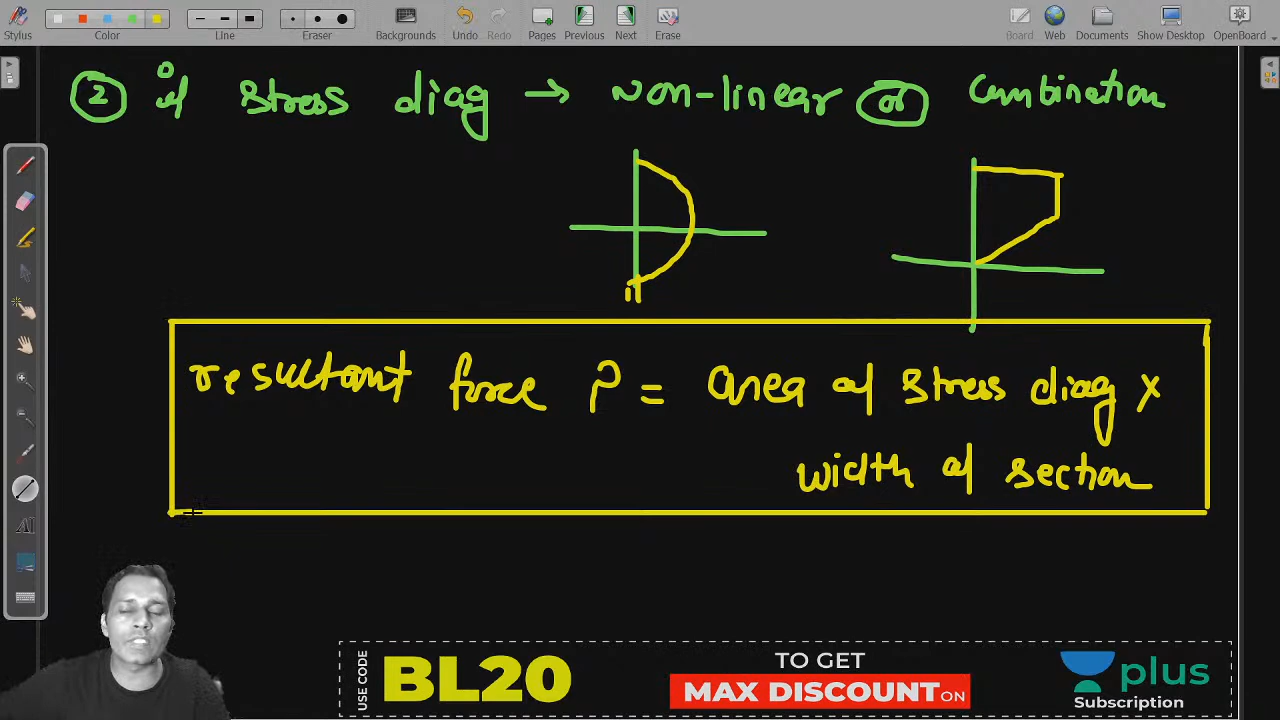 Stylus
Color
Line
Eraser
Backgrounds
Undo
Redo
Pages
Previous
Next
Erase
Board
Web
Documents
Show Desktop
OpenBoard
② if stress diag → non-linear or combination
resultant force P = area of stress diag x
width of section
USE CODE
BL20
TO GET
MAX DISCOUNT ON
plus
Subscription